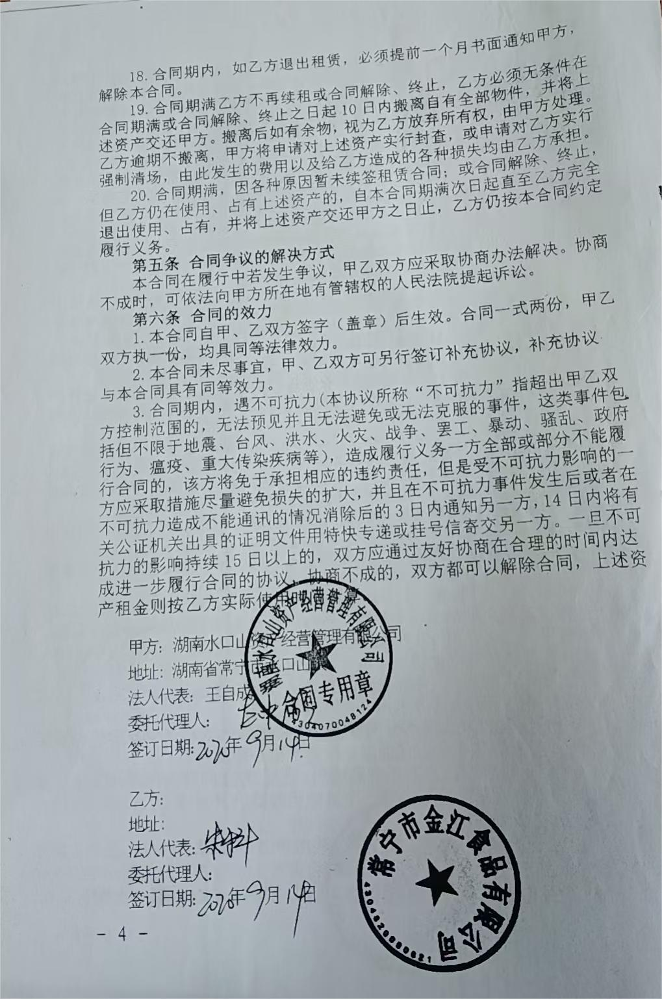 18. 合同期内，如乙方退出租赁，必须提前一个月书面通知甲方，
解除本合同。
19. 合同期满乙方不再续租或合同解除、终止，乙方必须无条件在
合同期满或合同解除、终止之日起10日内搬离自有全部物件，并将上
述资产交还甲方。搬离后如有余物，视为乙方放弃所有权，由甲方处理。
乙方逾期不搬离，甲方将申请对上述资产实行封查，或申请对乙方实行
强制清场，由此发生的费用以及给乙方造成的各种损失均由乙方承担。
20. 合同期满，因各种原因暂未续签租赁合同；或合同解除、终止，
但乙方仍在使用、占有上述资产的，自本合同期满次日起直至乙方完全
退出使用、占有，并将上述资产交还甲方之日止，乙方仍按本合同约定
履行义务。
第五条 合同争议的解决方式
本合同在履行中若发生争议，甲乙双方应采取协商办法解决。协商
不成时，可依法向甲方所在地有管辖权的人民法院提起诉讼。
第六条 合同的效力
1. 本合同自甲、乙双方签字（盖章）后生效。合同一式两份，甲乙
双方执一份，均具同等法律效力。
2. 本合同未尽事宜，甲、乙双方可另行签订补充协议，补充协议
与本合同具有同等效力。
3. 合同期内，遇不可抗力(本协议所称“不可抗力”指超出甲乙双
方控制范围的，无法预见并且无法避免或无法克服的事件，这类事件包
括但不限于地震、台风、洪水、火灾、战争、罢工、暴动、骚乱、政府
行为、瘟疫、重大传染疾病等)，造成履行义务一方全部或部分不能履
行合同的，该方将免于承担相应的违约责任，但是受不可抗力影响的一
方应采取措施尽量避免损失的扩大，并且在不可抗力事件发生后或者在
不可抗力造成不能通讯的情况消除后的3日内通知另一方，14日内将有
关公证机关出具的证明文件用特快专递或挂号信寄交另一方。一旦不可
抗力的影响持续15日以上的，双方应通过友好协商在合理的时间内达
成进一步履行合同的协议，协商不成的，双方都可以解除合同，上述资
产租金则按乙方实际使用时间结算。
甲方：湖南水口山资产经营管理有限公司
地址：湖南省常宁市水口山镇
法人代表：王自成
委托代理人：
签订日期：2020年9月14日
湖南水口山资产经营管理有限公司
合同专用章
4304070048124
乙方：
地址：
法人代表：
委托代理人：
签订日期：2020年9月14日
常宁市金江食品有限公司
- 4 -